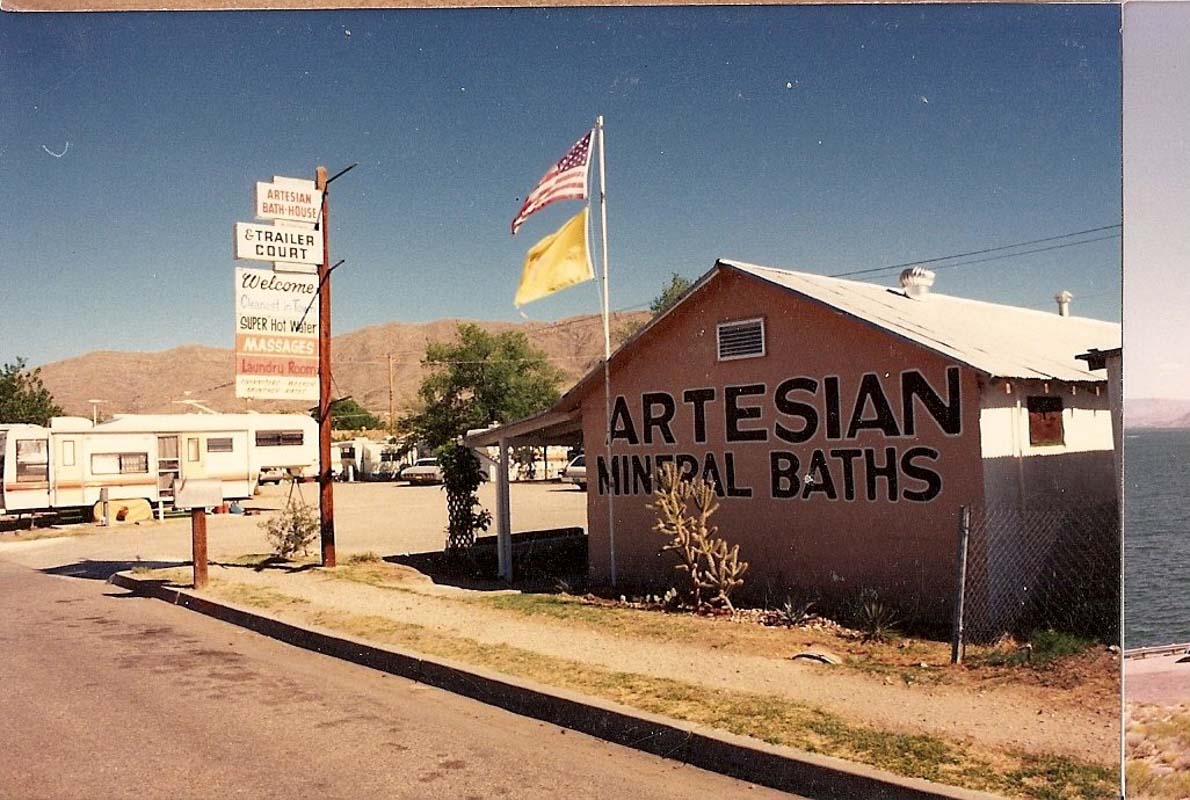 ARTESIAN
BATH-HOUSE
& TRAILER
COURT
Welcome
Cleanest in Town
SUPER Hot Water
MASSAGES
Laundry Room
ARTESIAN
MINERAL BATHS